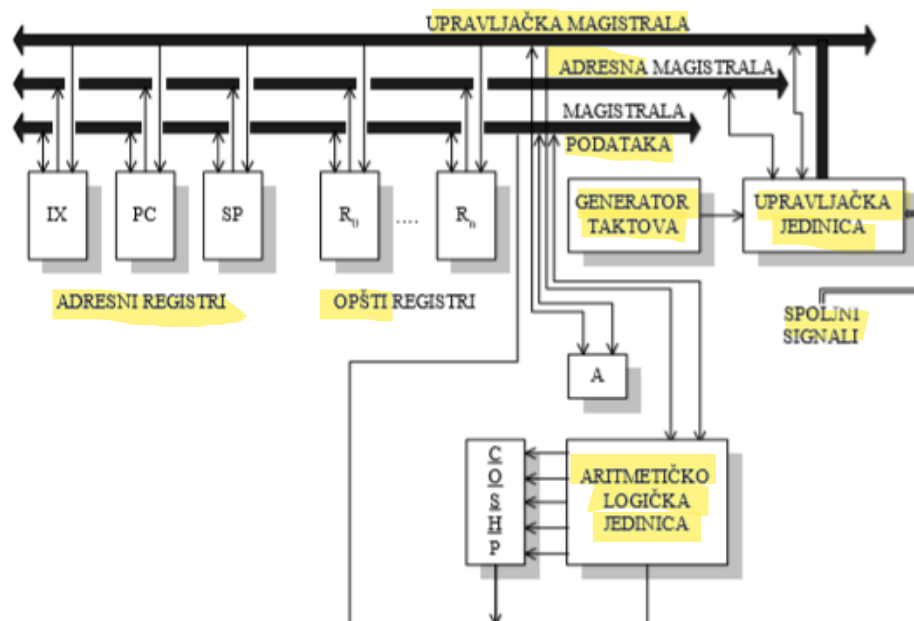 UPRAVLJAČKA MAGISTRALA
ADRESNA MAGISTRALA
MAGISTRALA
PODATAKA
IX
PC
SP
R0
....
Rn
GENERATOR
TAKTOVA
UPRAVLJAČKA
JEDINICA
ADRESNI REGISTRI
OPŠTI REGISTRI
SPOLJNI
SIGNALI
A
C
O
S
H
P
ARITMETIČKO
LOGIČKA
JEDINICA